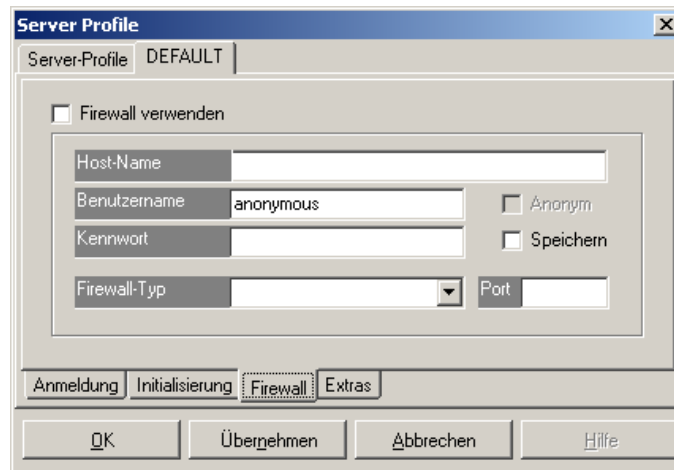 Server Profile
Server-Profile DEFAULT
Firewall verwenden
Host-Name
Benutzername anonymous Anonym
Kennwort Speichern
Firewall-Typ Port
Anmeldung Initialisierung Firewall Extras
OK Übernehmen Abbrechen Hilfe